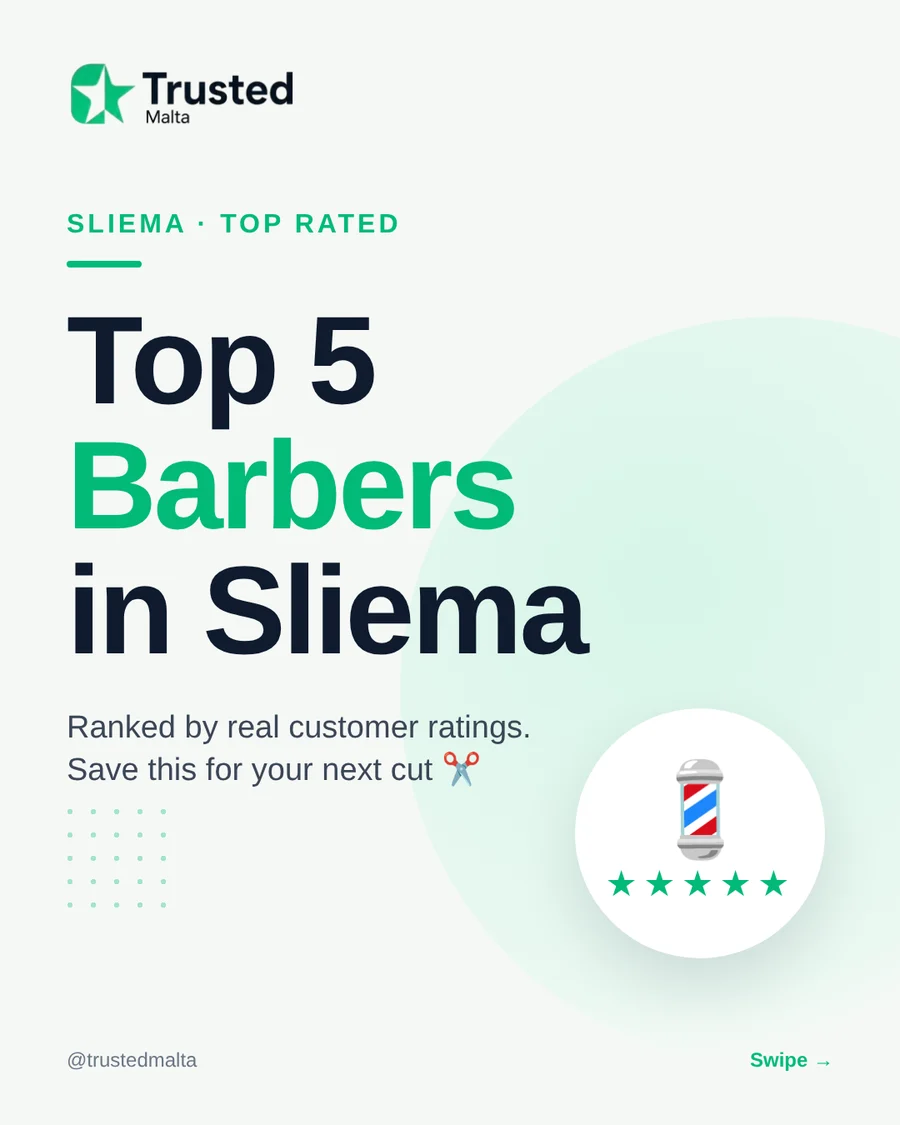 Trusted
Malta
SLIEMA · TOP RATED
Top 5
Barbers
in Sliema
Ranked by real customer ratings.
Save this for your next cut ✂️
@trustedmalta
Swipe →